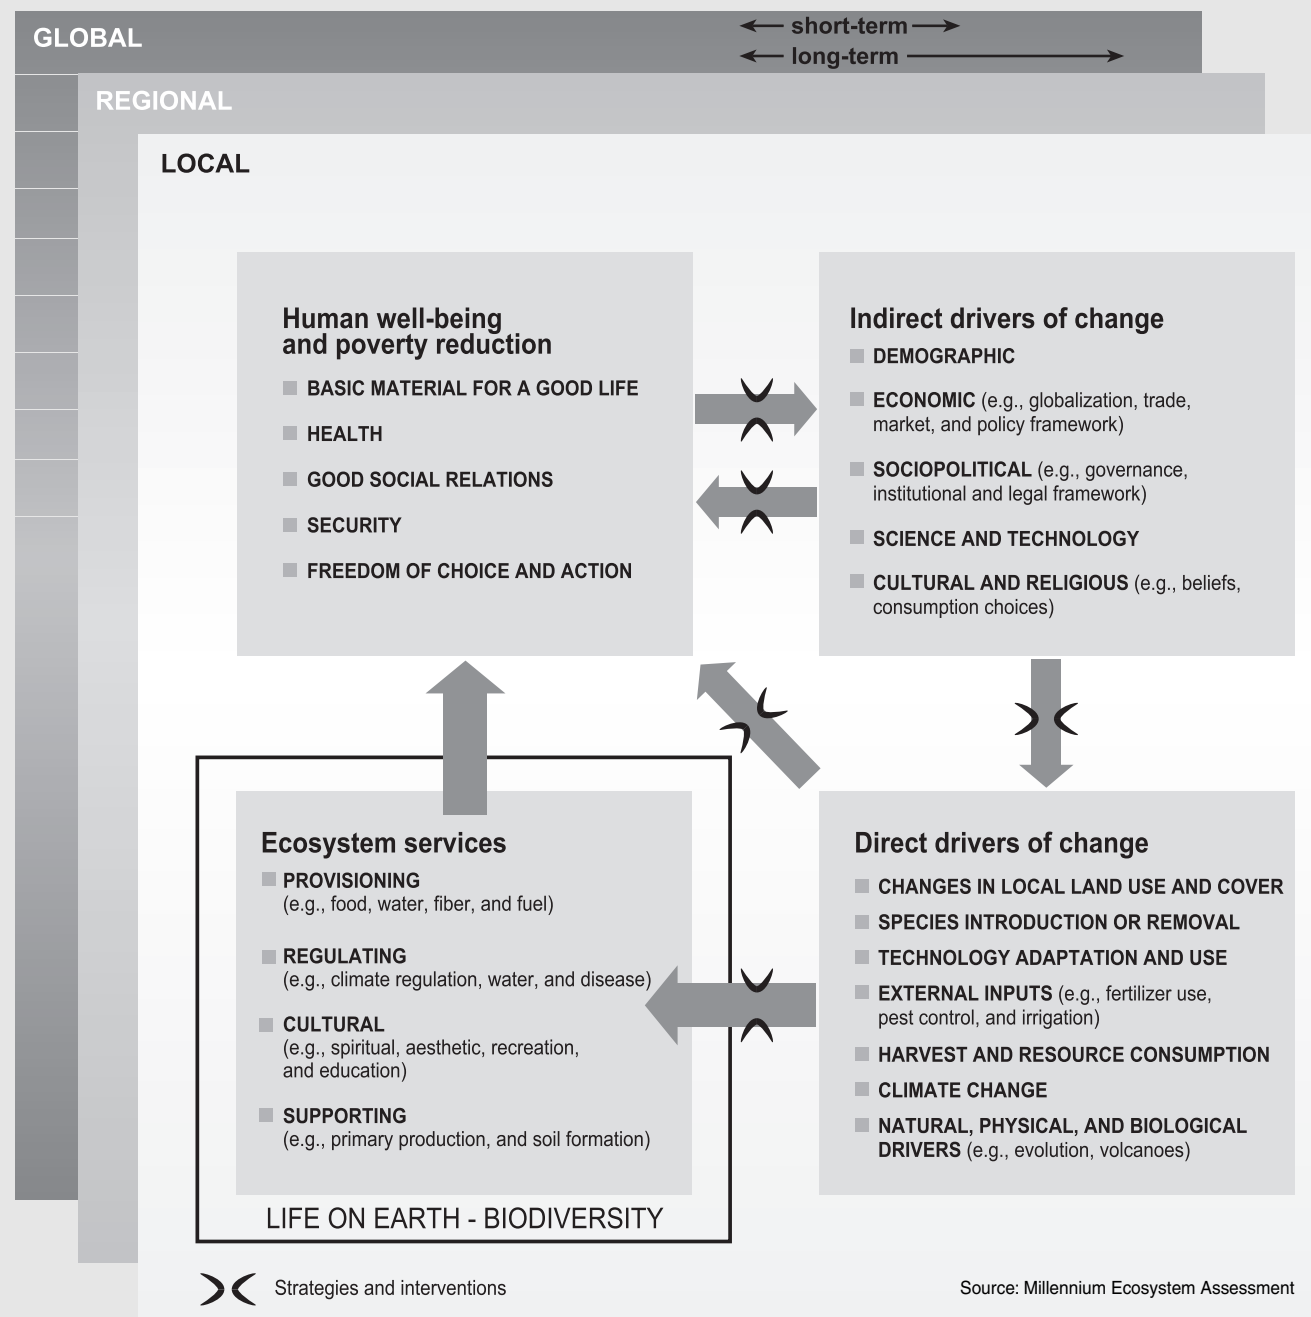 GLOBAL
short-term
long-term
REGIONAL
LOCAL
Human well-being
and poverty reduction
BASIC MATERIAL FOR A GOOD LIFE
HEALTH
GOOD SOCIAL RELATIONS
SECURITY
FREEDOM OF CHOICE AND ACTION
Indirect drivers of change
DEMOGRAPHIC
ECONOMIC (e.g., globalization, trade,
market, and policy framework)
SOCIOPOLITICAL (e.g., governance,
institutional and legal framework)
SCIENCE AND TECHNOLOGY
CULTURAL AND RELIGIOUS (e.g., beliefs,
consumption choices)
Ecosystem services
PROVISIONING
(e.g., food, water, fiber, and fuel)
REGULATING
(e.g., climate regulation, water, and disease)
CULTURAL
(e.g., spiritual, aesthetic, recreation,
and education)
SUPPORTING
(e.g., primary production, and soil formation)
LIFE ON EARTH - BIODIVERSITY
Direct drivers of change
CHANGES IN LOCAL LAND USE AND COVER
SPECIES INTRODUCTION OR REMOVAL
TECHNOLOGY ADAPTATION AND USE
EXTERNAL INPUTS (e.g., fertilizer use,
pest control, and irrigation)
HARVEST AND RESOURCE CONSUMPTION
CLIMATE CHANGE
NATURAL, PHYSICAL, AND BIOLOGICAL
DRIVERS (e.g., evolution, volcanoes)
Strategies and interventions
Source: Millennium Ecosystem Assessment